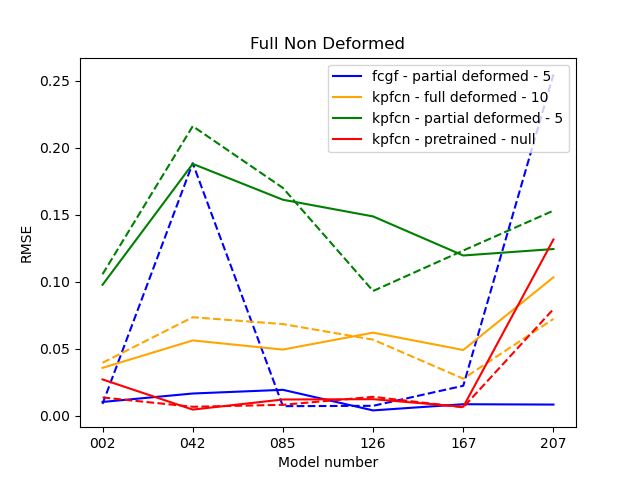 Full Non Deformed
fcgf - partial deformed - 5
kpfcn - full deformed - 10
kpfcn - partial deformed - 5
kpfcn - pretrained - null
RMSE
0.25
0.20
0.15
0.10
0.05
0.00
002 042 085 126 167 207
Model number